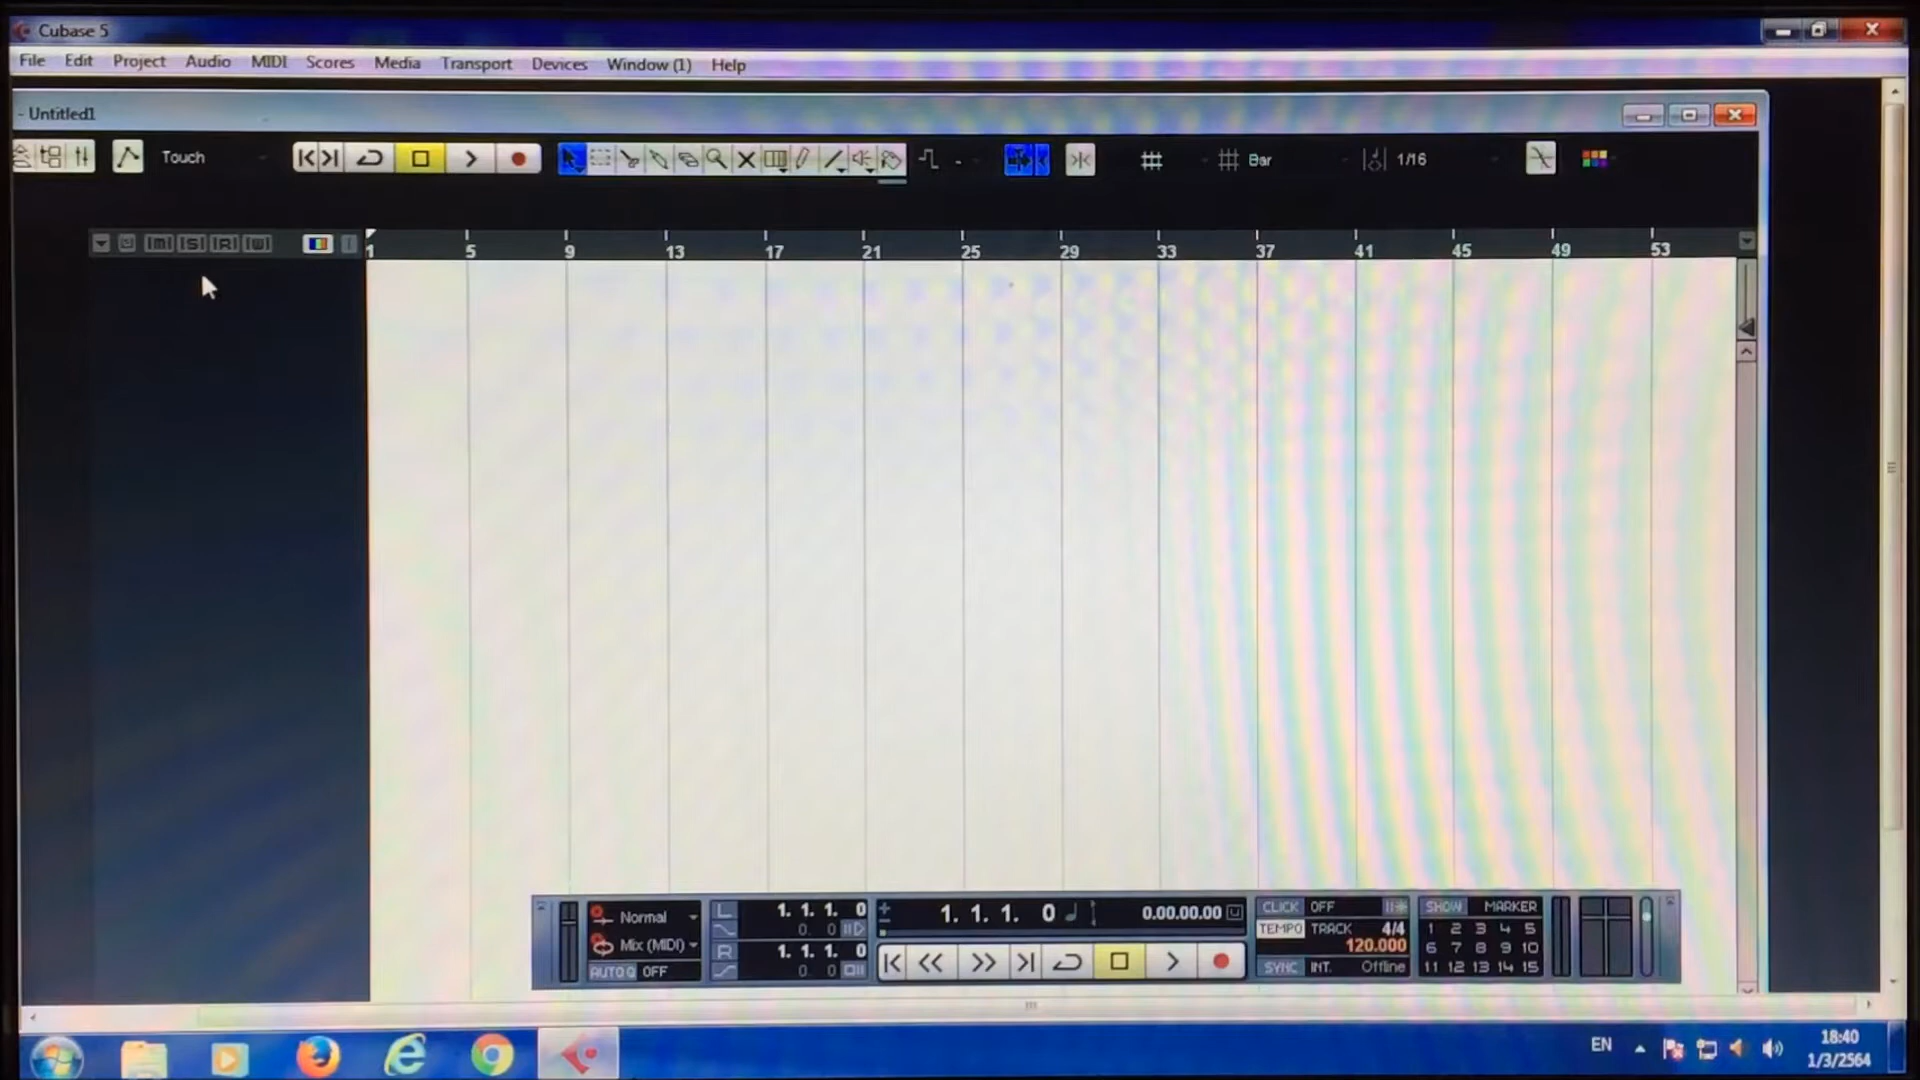 Cubase 5
File Edit Project Audio MIDI Scores Media Transport Devices Window (1) Help
- Untitled1
Touch
- Bar 1/16
M S R W
1 5 9 13 17 21 25 29 33 37 41 45 49 53
Normal
Mix (MIDI)
AUTO Q OFF
L 1. 1. 1. 0
0. 0
R 1. 1. 1. 0
0. 0
1. 1. 1. 0 0.00.00.00
CLICK OFF
TEMPO TRACK 4/4
120.000
SYNC INT. Offline
SHOW MARKER
1 2 3 4 5
6 7 8 9 10
11 12 13 14 15
EN
18:40
1/3/2564